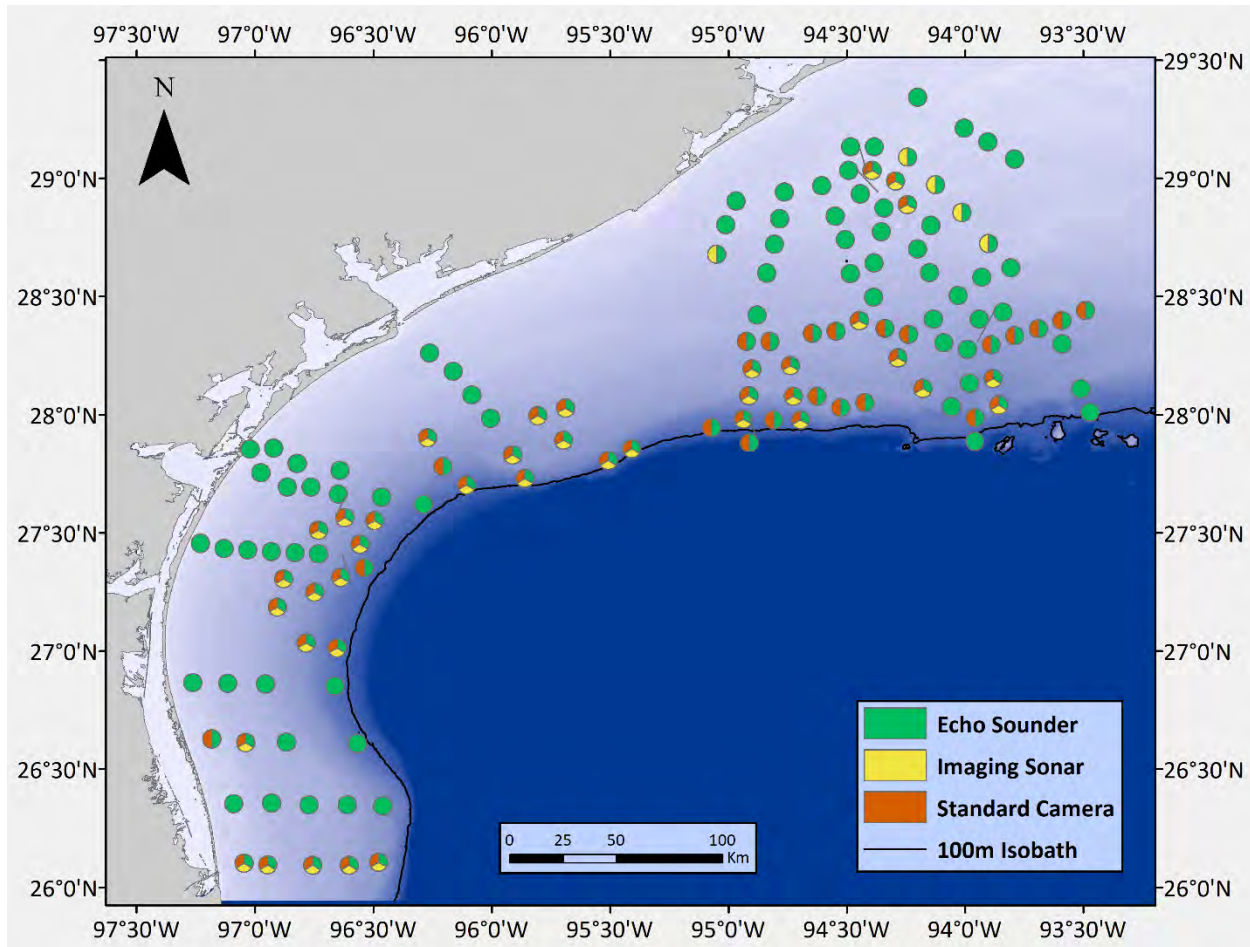 97°30'W 97°0'W 96°30'W 96°0'W 95°30'W 95°0'W 94°30'W 94°0'W 93°30'W
29°30'N
N
29°0'N 29°0'N
28°30'N 28°30'N
28°0'N 28°0'N
27°30'N 27°30'N
27°0'N 27°0'N
26°30'N 26°30'N
26°0'N 26°0'N
Echo Sounder
Imaging Sonar
Standard Camera
100m Isobath
0 25 50 100
Km
97°30'W 97°0'W 96°30'W 96°0'W 95°30'W 95°0'W 94°30'W 94°0'W 93°30'W